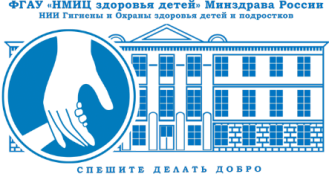 ФГАУ «НМИЦ здоровья детей» Минздрава России
НИИ Гигиены и Охраны здоровья детей и подростков
СПЕШИТЕ ДЕЛАТЬ ДОБРО